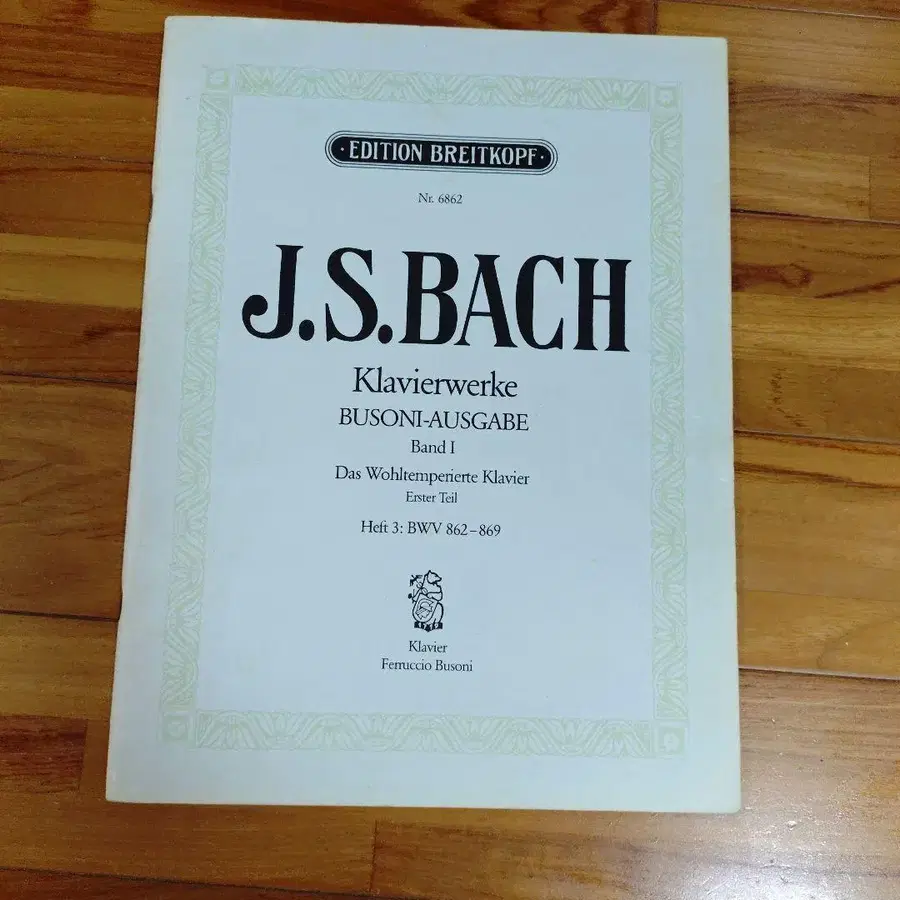 ·EDITION BREITKOPF·
Nr. 6862
J.S.BACH
Klavierwerke
BUSONI-AUSGABE
Band I
Das Wohltemperierte Klavier
Erster Teil
Heft 3: BWV 862–869
1719
Klavier
Ferruccio Busoni